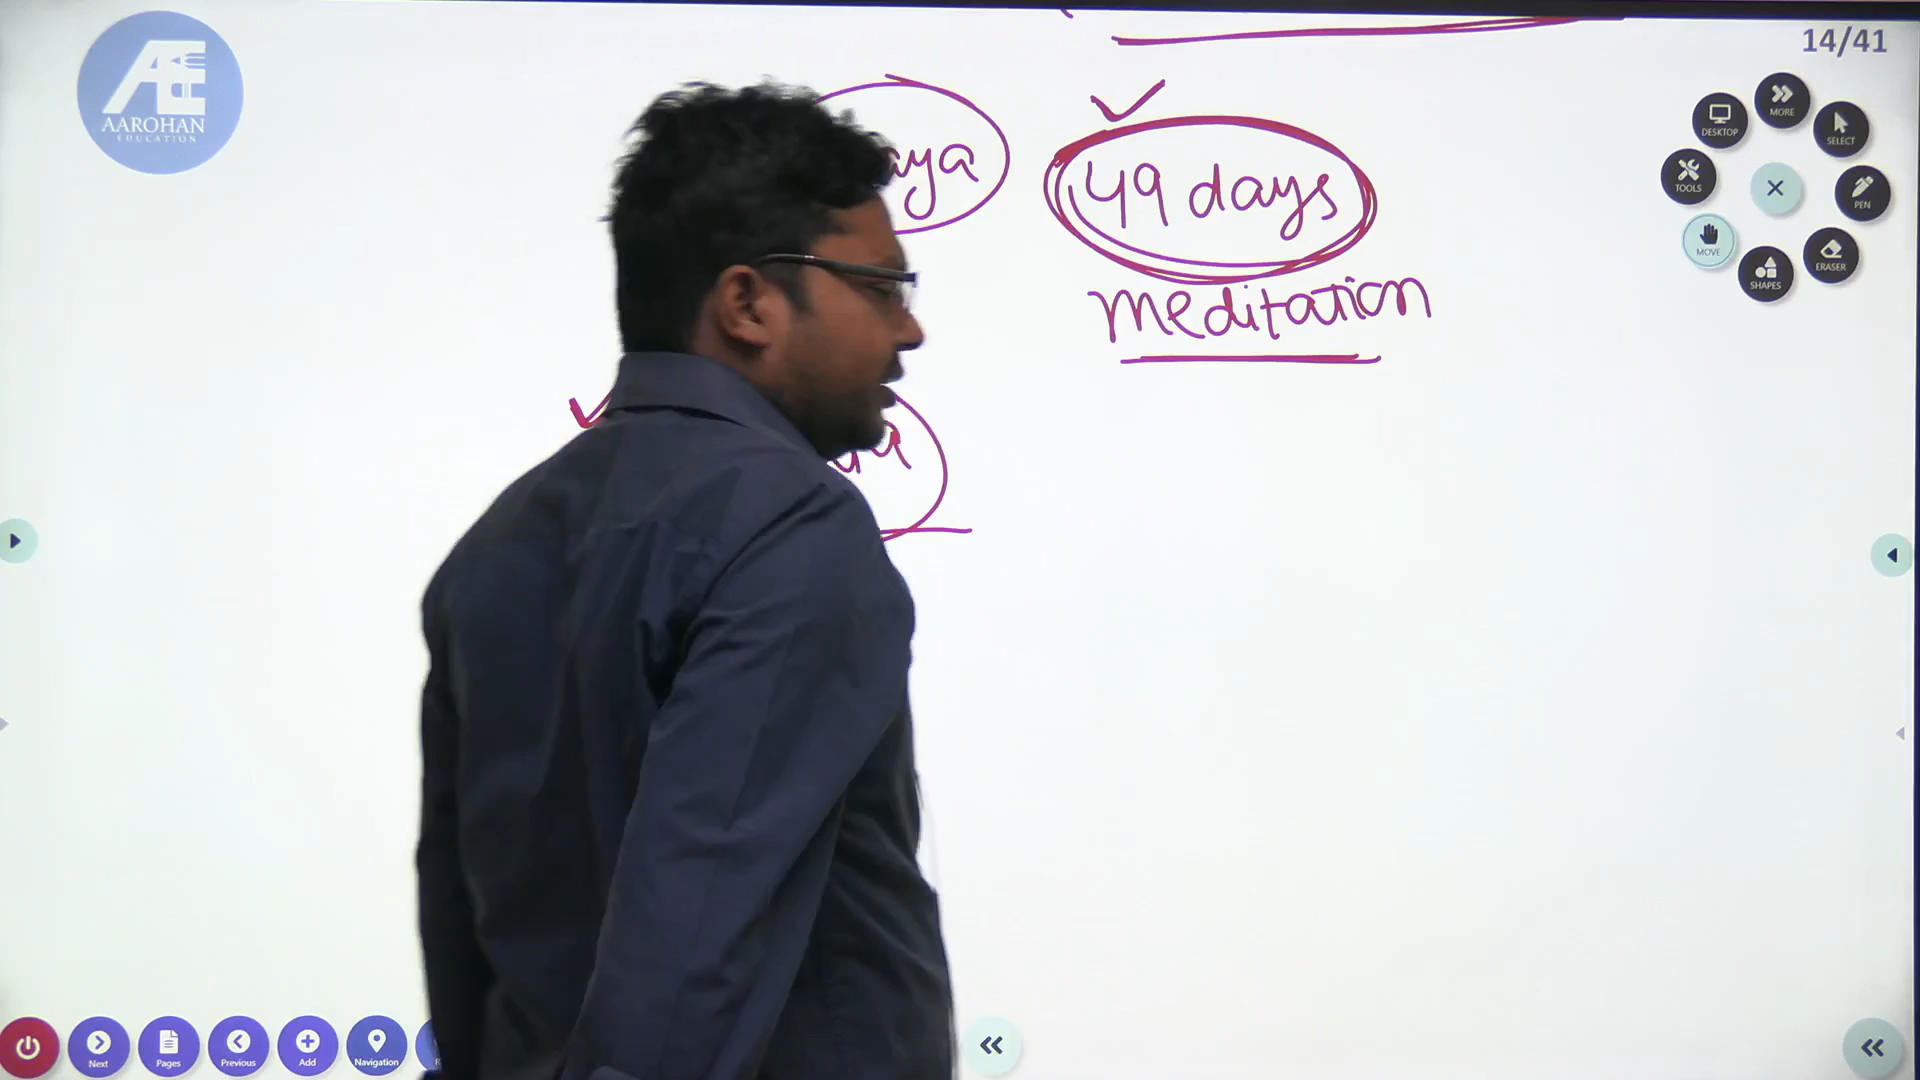 14/41
AAROHAN
EDUCATION
49 days
meditation
MORE
DESKTOP
SELECT
TOOLS
PEN
MOVE
ERASER
SHAPES
Next
Pages
Previous
Add
Navigation